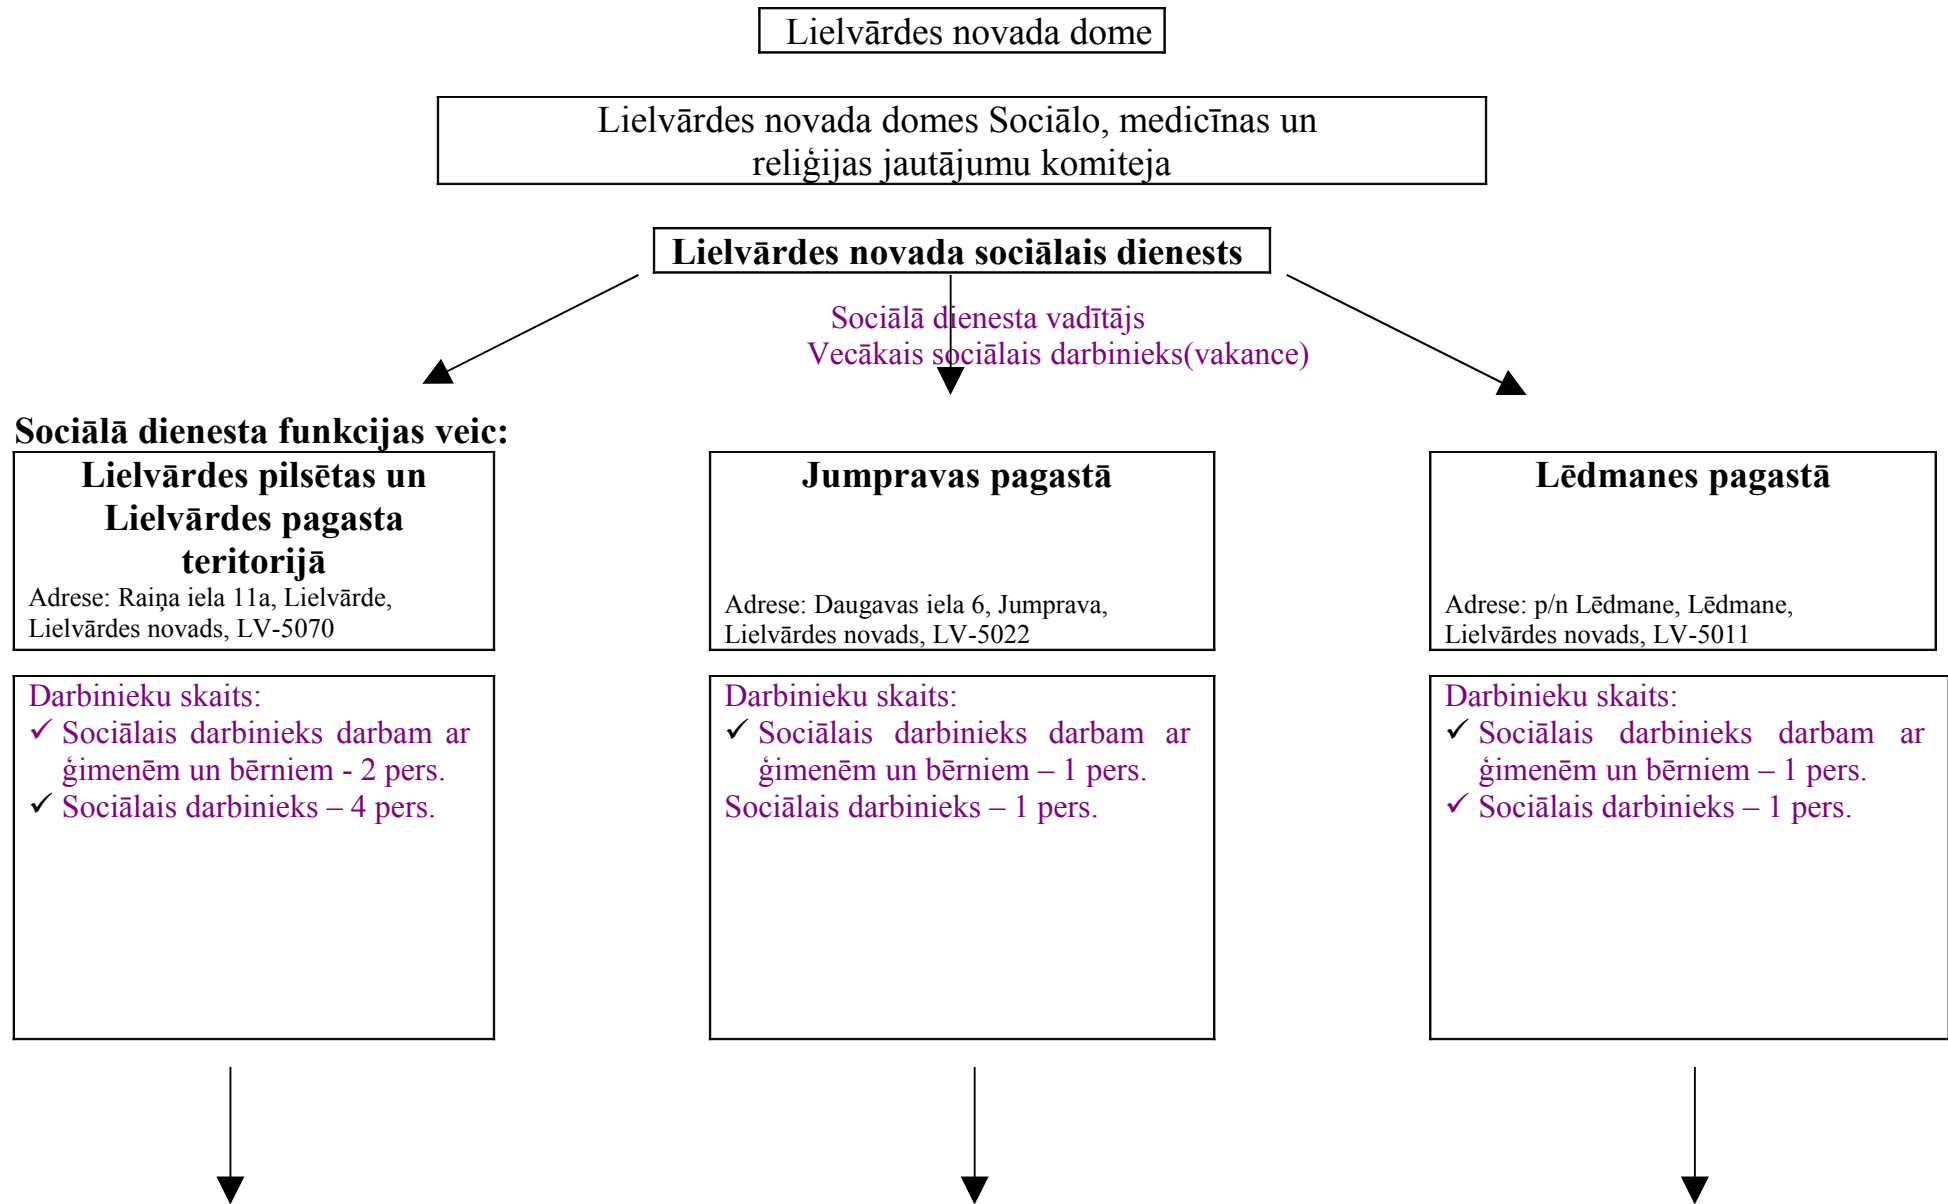 Lielvārdes novada dome
Lielvārdes novada domes Sociālo, medicīnas un
reliģijas jautājumu komiteja
Lielvārdes novada sociālais dienests
Sociālā dienesta vadītājs
Vecākais sociālais darbinieks(vakance)
Sociālā dienesta funkcijas veic:
Lielvārdes pilsētas un
Lielvārdes pagasta
teritorijā
Adrese: Raiņa iela 11a, Lielvārde,
Lielvārdes novads, LV-5070
Jumpravas pagastā
Adrese: Daugavas iela 6, Jumprava,
Lielvārdes novads, LV-5022
Lēdmanes pagastā
Adrese: p/n Lēdmane, Lēdmane,
Lielvārdes novads, LV-5011
Darbinieku skaits:
✓ Sociālais darbinieks darbam ar
ģimenēm un bērniem - 2 pers.
✓ Sociālais darbinieks – 4 pers.
Darbinieku skaits:
✓ Sociālais darbinieks darbam ar
ģimenēm un bērniem – 1 pers.
Sociālais darbinieks – 1 pers.
Darbinieku skaits:
✓ Sociālais darbinieks darbam ar
ģimenēm un bērniem – 1 pers.
✓ Sociālais darbinieks – 1 pers.